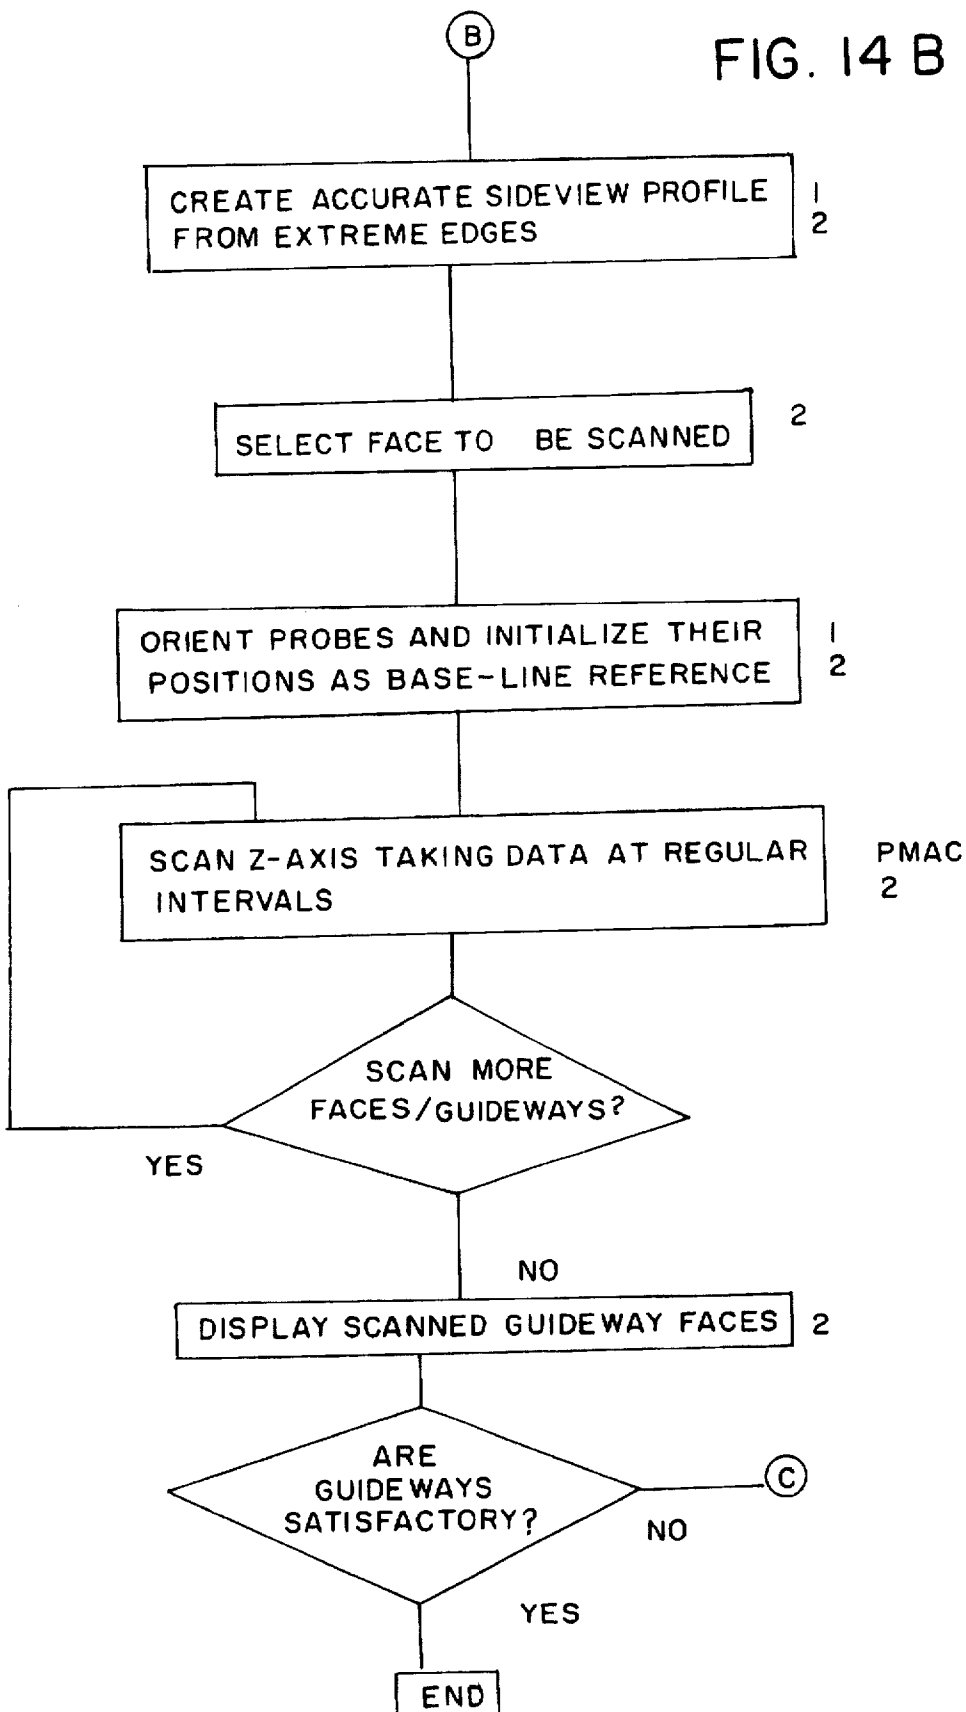 B
FIG. 14 B
CREATE ACCURATE SIDEVIEW PROFILE
FROM EXTREME EDGES
1
2
SELECT FACE TO BE SCANNED
2
ORIENT PROBES AND INITIALIZE THEIR
POSITIONS AS BASE-LINE REFERENCE
1
2
SCAN Z-AXIS TAKING DATA AT REGULAR
INTERVALS
PMAC
2
SCAN MORE
FACES/GUIDEWAYS?
YES
NO
DISPLAY SCANNED GUIDEWAY FACES
2
ARE
GUIDEWAYS
SATISFACTORY?
C
NO
YES
END